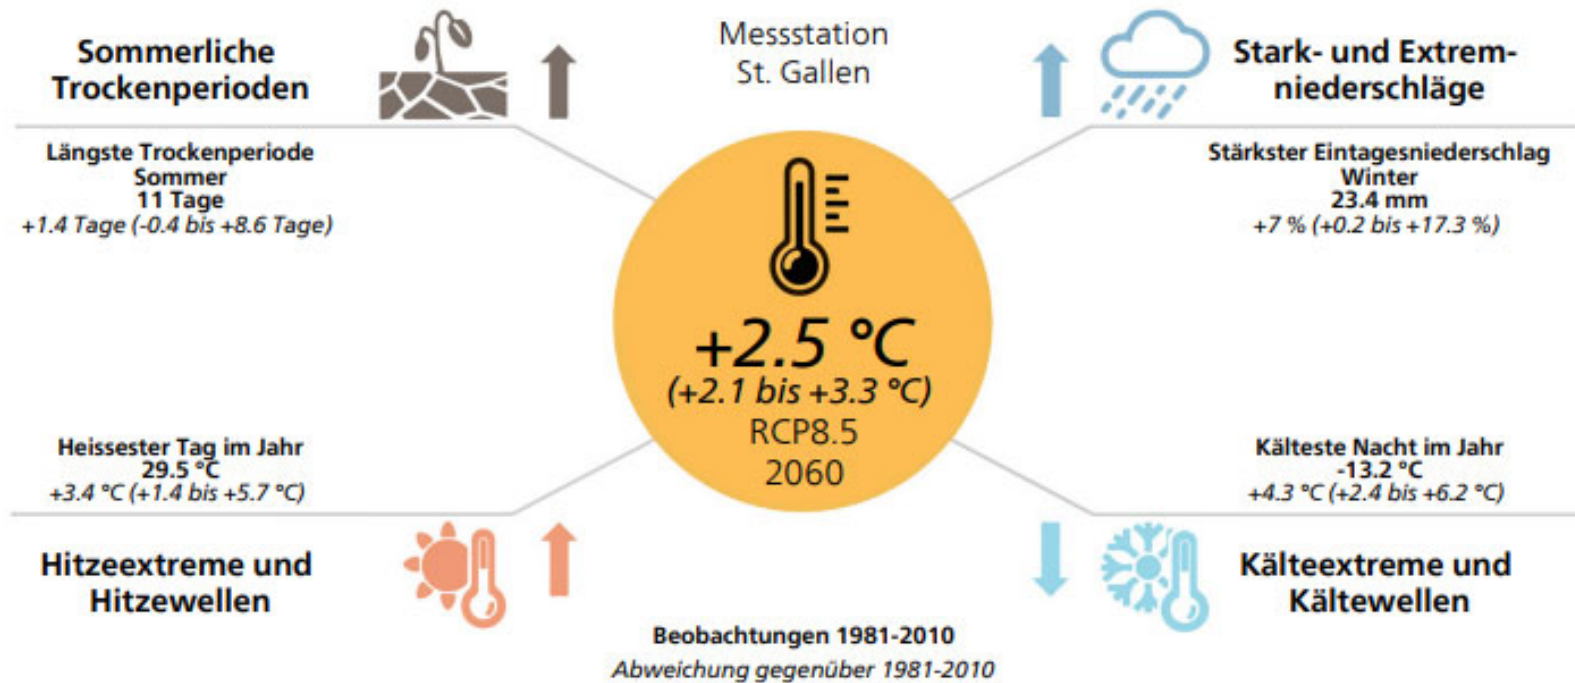 Sommerliche
Trockenperioden
Längste Trockenperiode
Sommer
11 Tage
+1.4 Tage (-0.4 bis +8.6 Tage)
Messstation
St. Gallen
Stark- und Extrem-
niederschläge
Stärkster Eintagesniederschlag
Winter
23.4 mm
+7 % (+0.2 bis +17.3 %)
+2.5 °C
(+2.1 bis +3.3 °C)
RCP8.5
2060
Heissester Tag im Jahr
29.5 °C
+3.4 °C (+1.4 bis +5.7 °C)
Hitzeextreme und
Hitzewellen
Kälteste Nacht im Jahr
-13.2 °C
+4.3 °C (+2.4 bis +6.2 °C)
Kälteextreme und
Kältewellen
Beobachtungen 1981-2010
Abweichung gegenüber 1981-2010